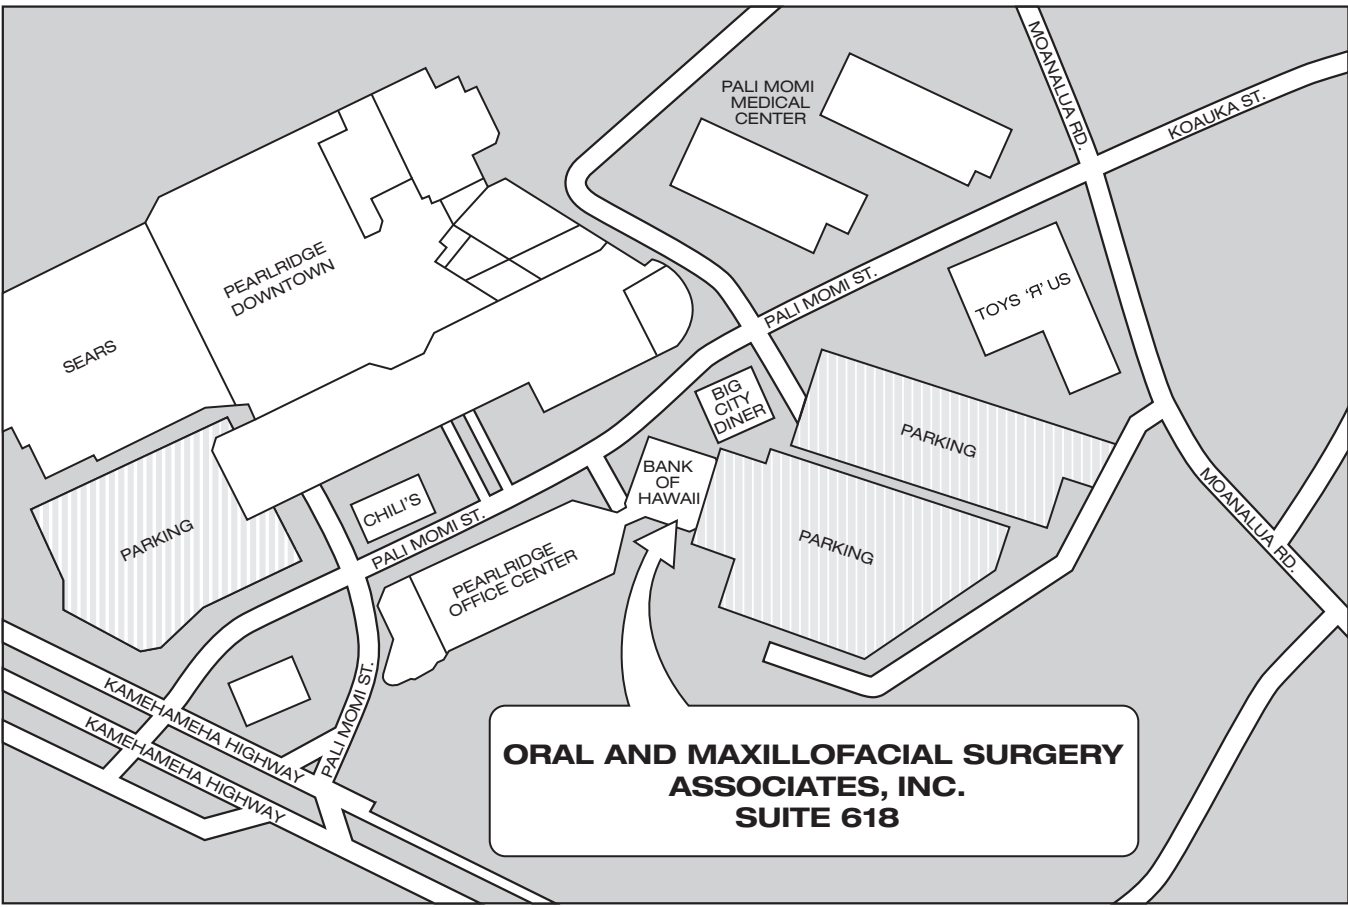 MOANALUA RD.
KOAUKA ST.
PALI MOMI
MEDICAL
CENTER
PEARLRIDGE
DOWNTOWN
TOYS ‘Я’ US
PALI MOMI ST.
SEARS
BIG
CITY
DINER
PARKING
BANK
OF
HAWAII
CHILI’S
PARKING
PALI MOMI ST.
PARKING
MOANALUA RD.
PEARLRIDGE
OFFICE CENTER
KAMEHAMEHA HIGHWAY
PALI MOMI ST.
KAMEHAMEHA HIGHWAY
ORAL AND MAXILLOFACIAL SURGERY
ASSOCIATES, INC.
SUITE 618